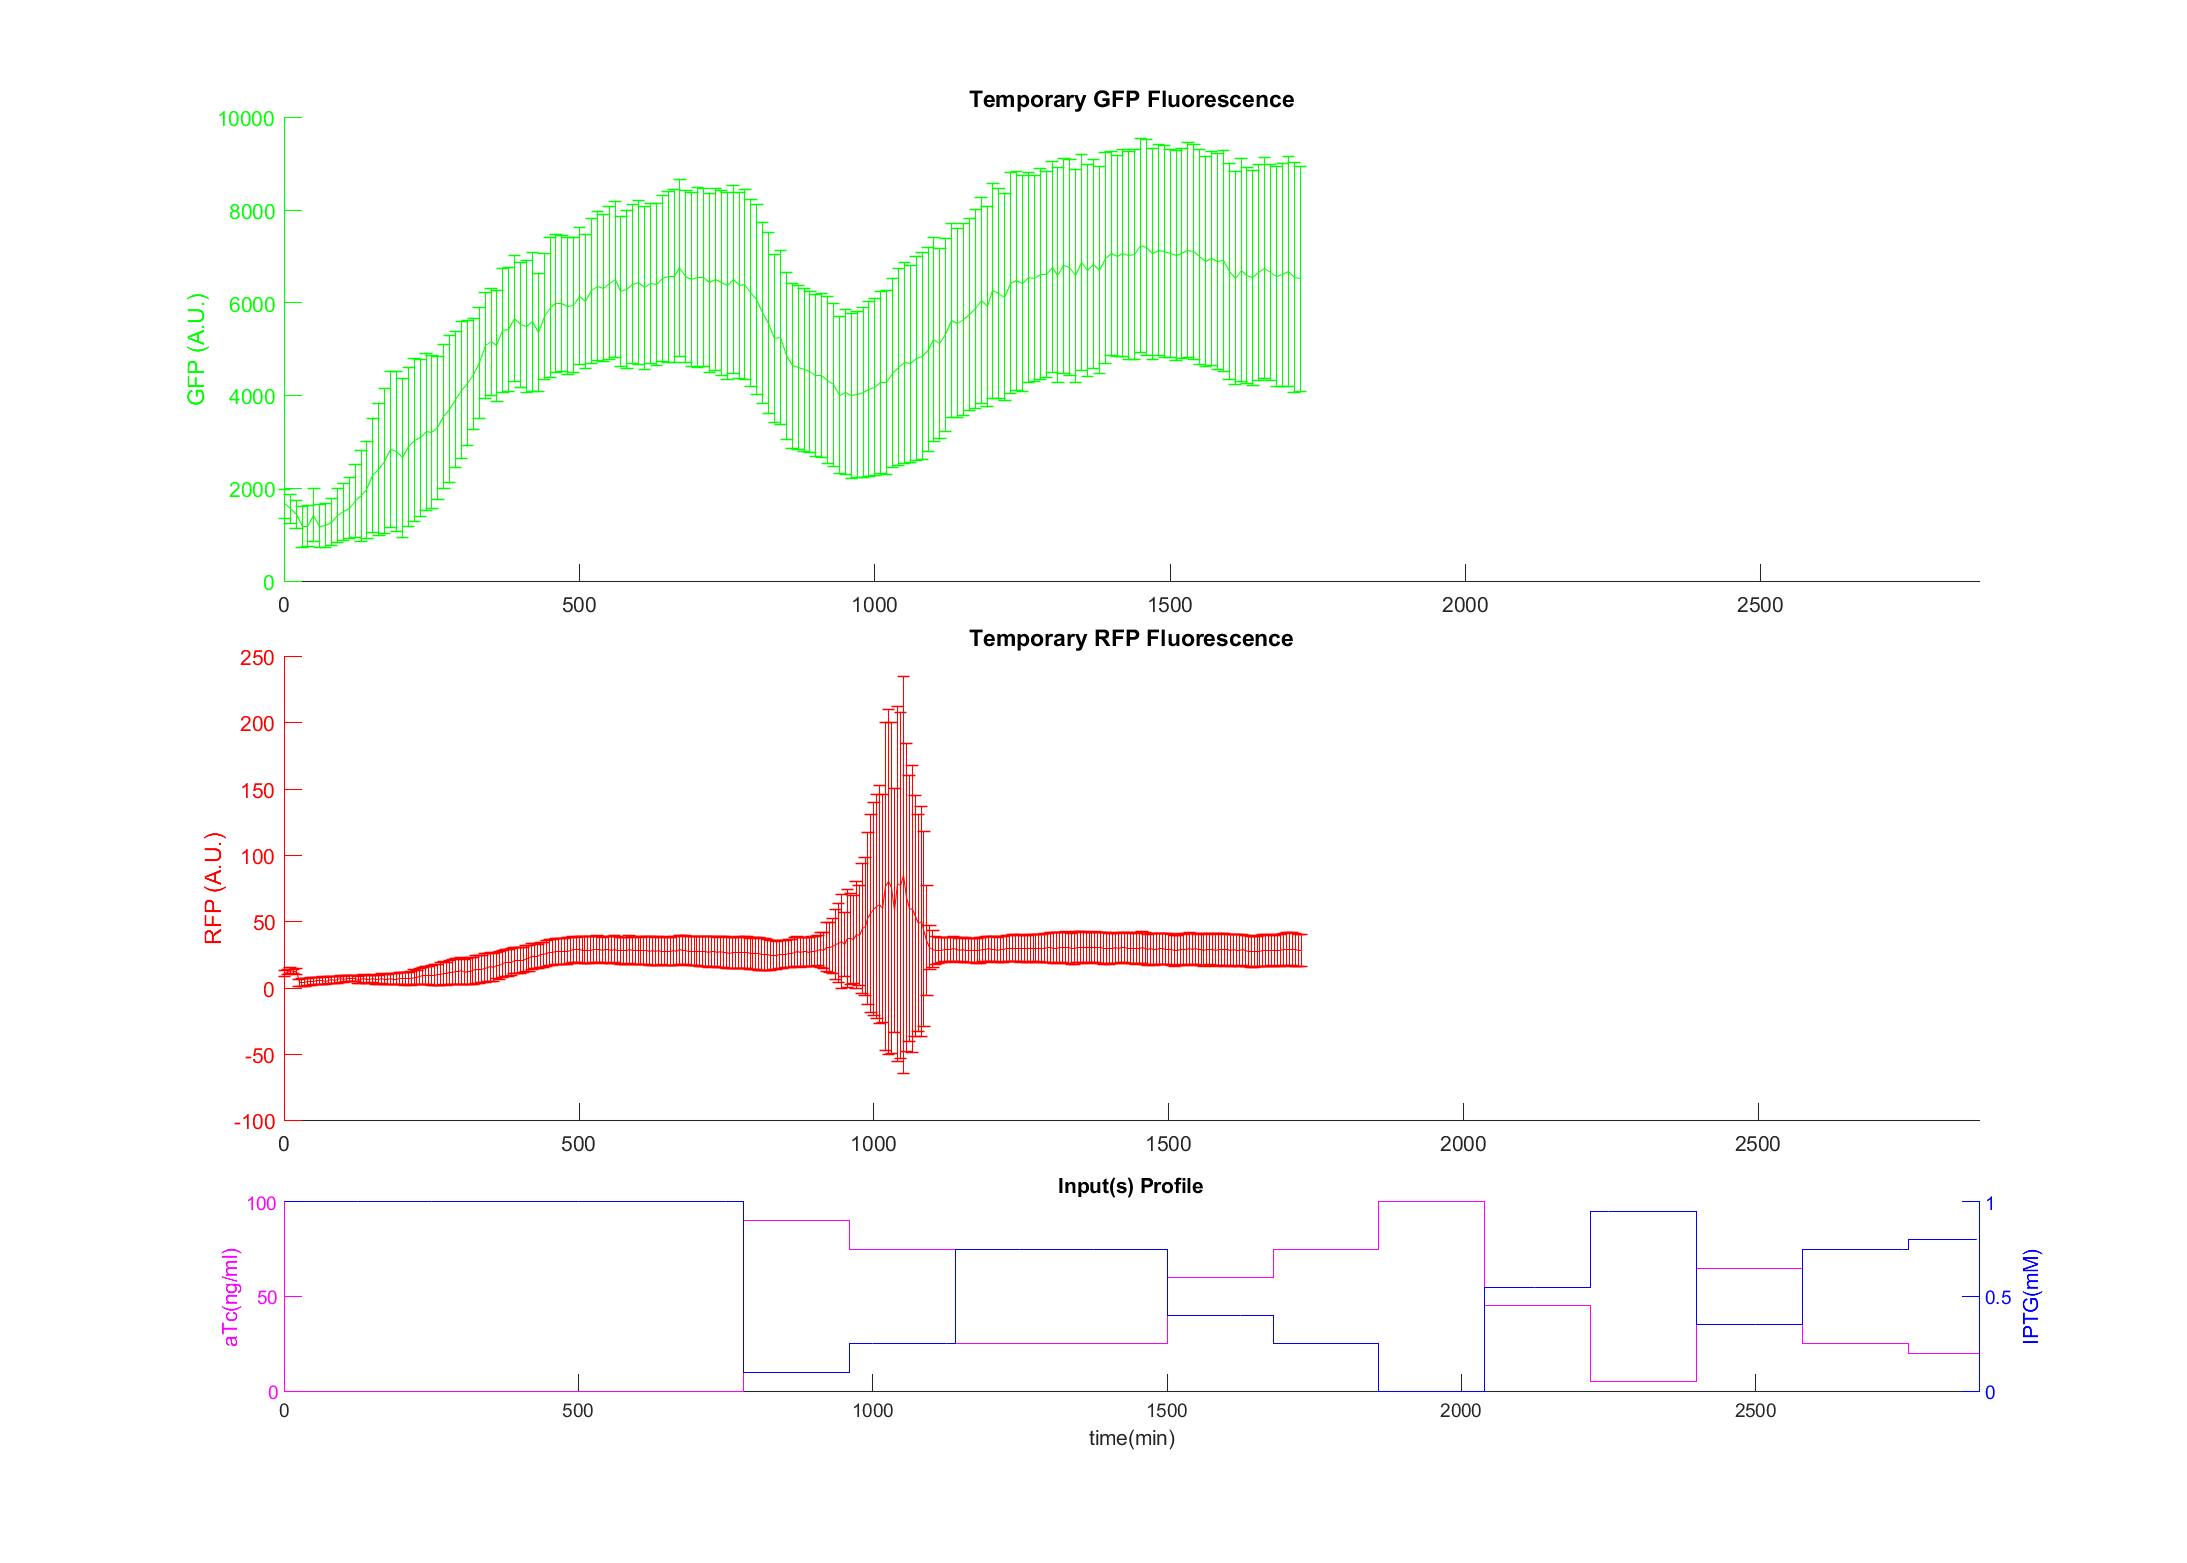 Temporary GFP Fluorescence
10000
8000
6000
4000
2000
0
GFP (A.U.)
0 500 1000 1500 2000 2500
Temporary RFP Fluorescence
250
200
150
100
50
0
-50
-100
RFP (A.U.)
0 500 1000 1500 2000 2500
Input(s) Profile
100
50
0
aTc(ng/ml)
1
0.5
0
IPTG(mM)
0 500 1000 1500 2000 2500
time(min)